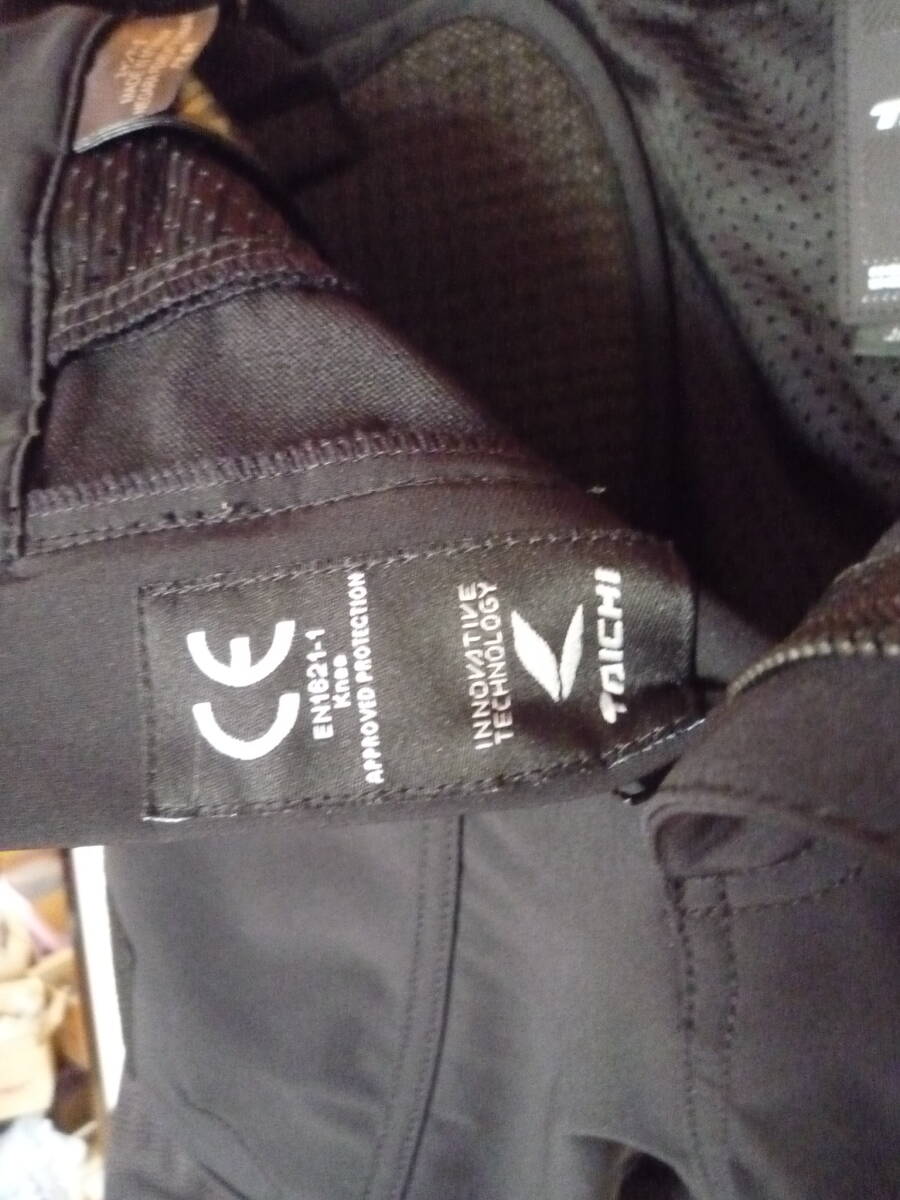 CE
EN1621-1
Knee
APPROVED PROTECTION
INNOVATIVE
TECHNOLOGY
TAICHI